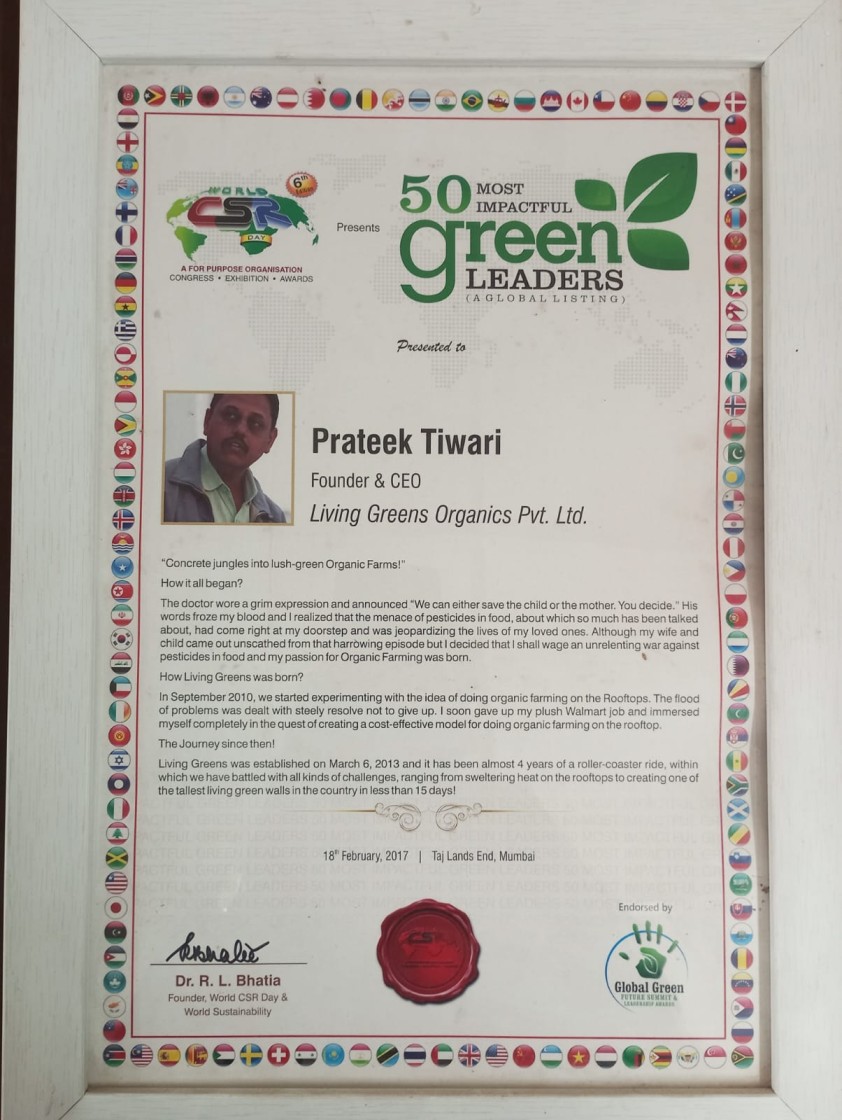 WORLD
6th
CSR
DAY
A FOR PURPOSE ORGANISATION
CONGRESS • EXHIBITION • AWARDS
Presents
50 MOST
IMPACTFUL
green
LEADERS
(A GLOBAL LISTING)
Presented to
Prateek Tiwari
Founder & CEO
Living Greens Organics Pvt. Ltd.
"Concrete jungles into lush-green Organic Farms!"
How it all began?
The doctor wore a grim expression and announced "We can either save the child or the mother. You decide." His
words froze my blood and I realized that the menace of pesticides in food, about which so much has been talked
about, had come right at my doorstep and was jeopardizing the lives of my loved ones. Although my wife and
child came out unscathed from that harrowing episode but I decided that I shall wage an unrelenting war against
pesticides in food and my passion for Organic Farming was born.
How Living Greens was born?
In September 2010, we started experimenting with the idea of doing organic farming on the Rooftops. The flood
of problems was dealt with steely resolve not to give up. I soon gave up my plush Walmart job and immersed
myself completely in the quest of creating a cost-effective model for doing organic farming on the rooftop.
The Journey since then!
Living Greens was established on March 6, 2013 and it has been almost 4 years of a roller-coaster ride, within
which we have battled with all kinds of challenges, ranging from sweltering heat on the rooftops to creating one of
the tallest living green walls in the country in less than 15 days!
18th February, 2017 | Taj Lands End, Mumbai
Endorsed by
CSR
Dr. R. L. Bhatia
Founder, World CSR Day &
World Sustainability
Global Green
FUTURE SUMMIT &
LEADERSHIP AWARDS